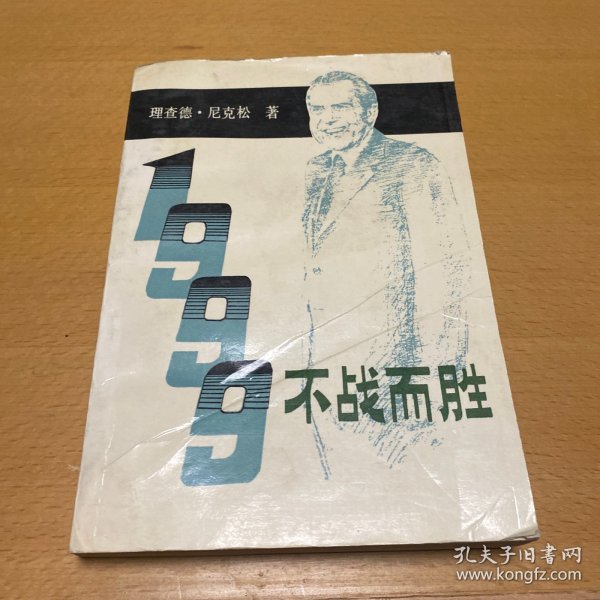 理查德·尼克松 著
1999
不战而胜
孔夫子旧书网
www.kongfz.com